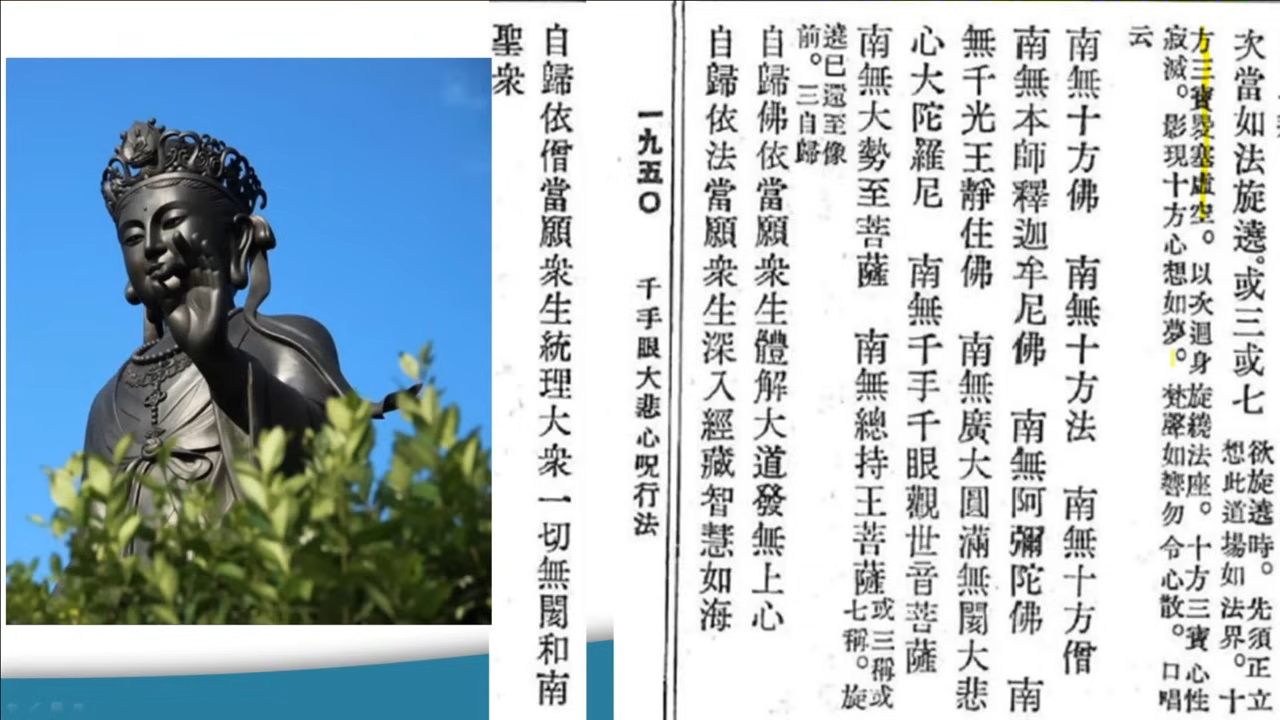 次當如法旋遶。或三或七
欲旋遶時。先須正立
想此道場如法界。十
方三寶畟塞虛空。以次迴身旋繞法座。十方三寶心性
寂滅。影現十方心想如夢。梵聲如響勿令心散。口唱
云
南無十方佛　南無十方法　南無十方僧
南無本師釋迦牟尼佛　南無阿彌陀佛　南
無千光王靜住佛　南無廣大圓滿無閡大悲
心大陀羅尼　南無千手千眼觀世音菩薩
南無大勢至菩薩　南無總持王菩薩
或三稱或
七稱。旋
遶已還至像
前。三自歸
自歸佛依當願眾生體解大道發無上心
自歸依法當願眾生深入經藏智慧如海
一九五〇　千手眼大悲心呪行法
自歸依僧當願眾生統理大眾一切無閡和南
聖眾